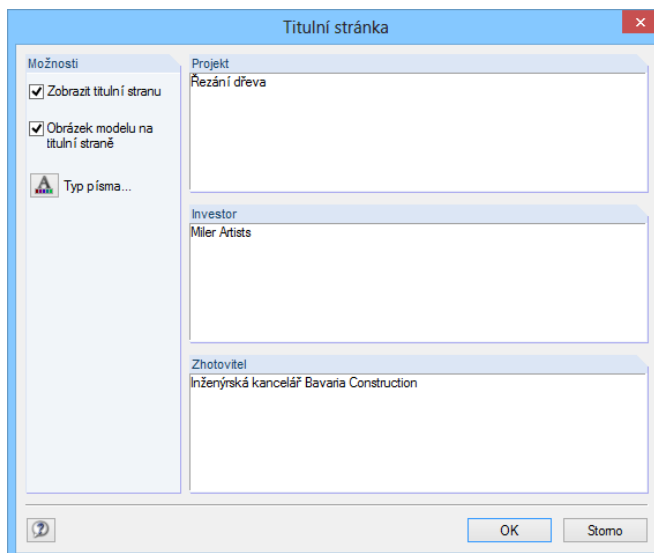 Titulní stránka
Možnosti
Zobrazit titulní stranu
Obrázek modelu na
titulní straně
Typ písma...
Projekt
Řezání dřeva
Investor
Miler Artists
Zhotovitel
Inženýrská kancelář Bavaria Construction
OK
Storno